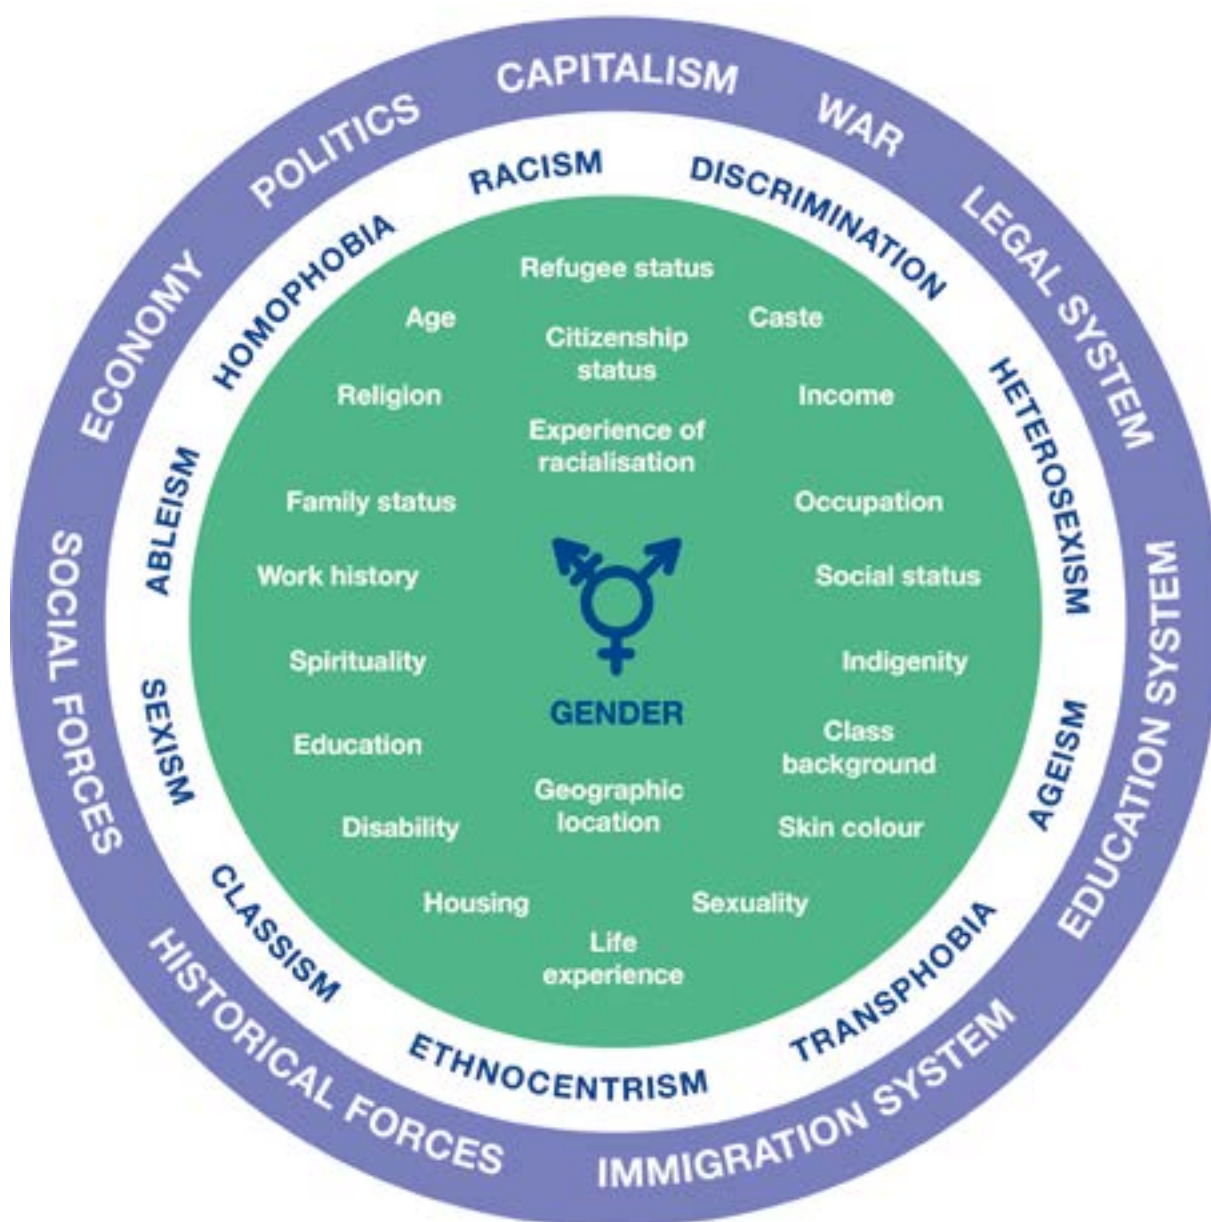 CAPITALISM
WAR
LEGAL SYSTEM
EDUCATION SYSTEM
IMMIGRATION SYSTEM
HISTORICAL FORCES
SOCIAL FORCES
ECONOMY
POLITICS
RACISM
DISCRIMINATION
HETEROSEXISM
AGEISM
TRANSPHOBIA
ETHNOCENTRISM
CLASSISM
SEXISM
ABLEISM
HOMOPHOBIA
Refugee status
Age
Caste
Citizenship
status
Religion
Income
Experience of
racialisation
Family status
Occupation
Work history
Social status
Spirituality
Indigenity
GENDER
Education
Class
background
Geographic
location
Disability
Skin colour
Housing
Sexuality
Life
experience